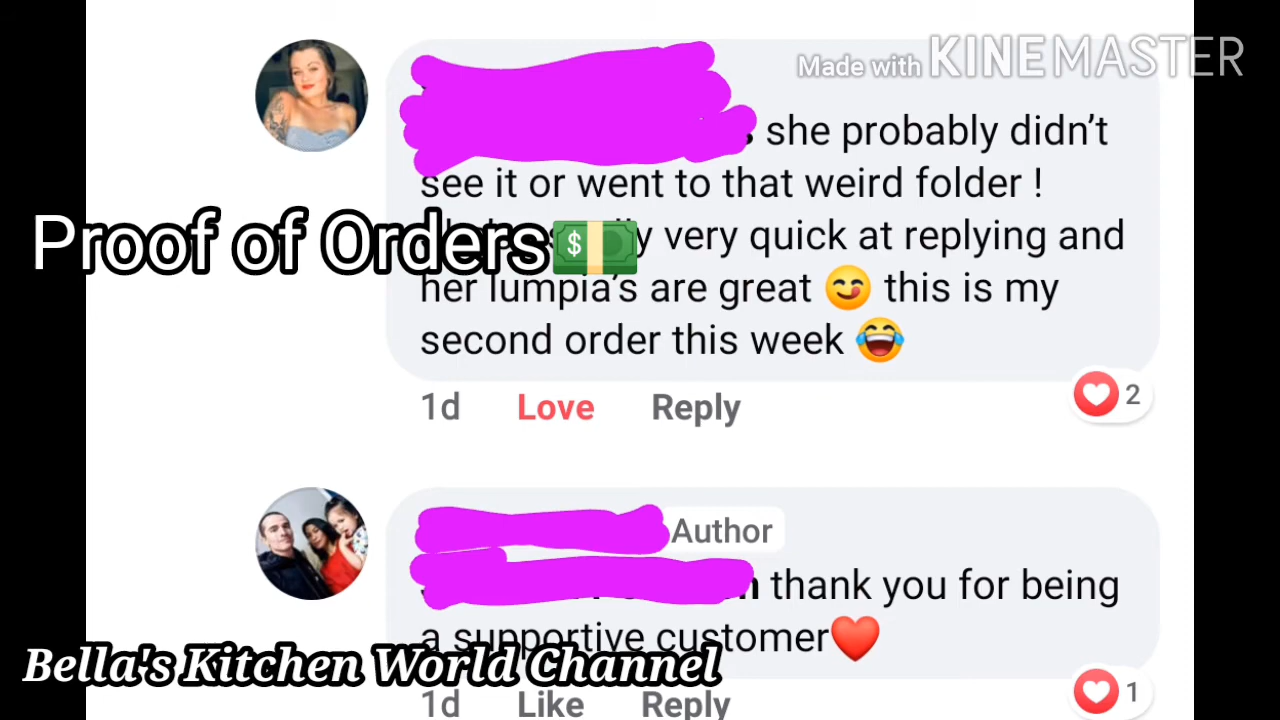 Made with KINEMASTER
she probably didn't
see it or went to that weird folder !
very quick at replying and
Proof of Orders
her lumpia's are great 😋 this is my
second order this week 😂
1d Love Reply
2
Author
thank you for being
a supportive customer❤️
Bella's Kitchen World Channel
1d Like Reply
1